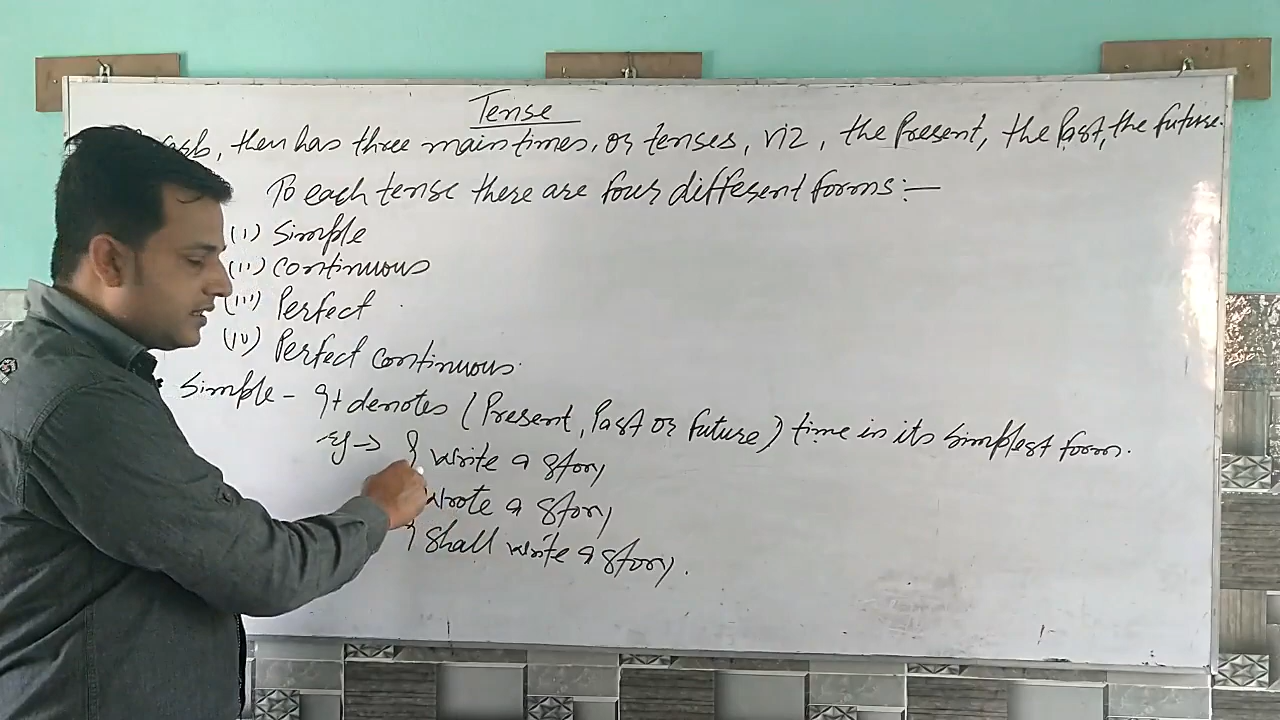 Tense
then has three main times, or tenses, viz, the Present, the Past, the future.
To each tense there are four different forms:—
(i) Simple
(ii) Continuous
(iii) Perfect
(iv) Perfect continuous.
Simple - It denotes (Present, Past or Future) time in its simplest form.
eg → I write a story
wrote a story
I shall write a story.